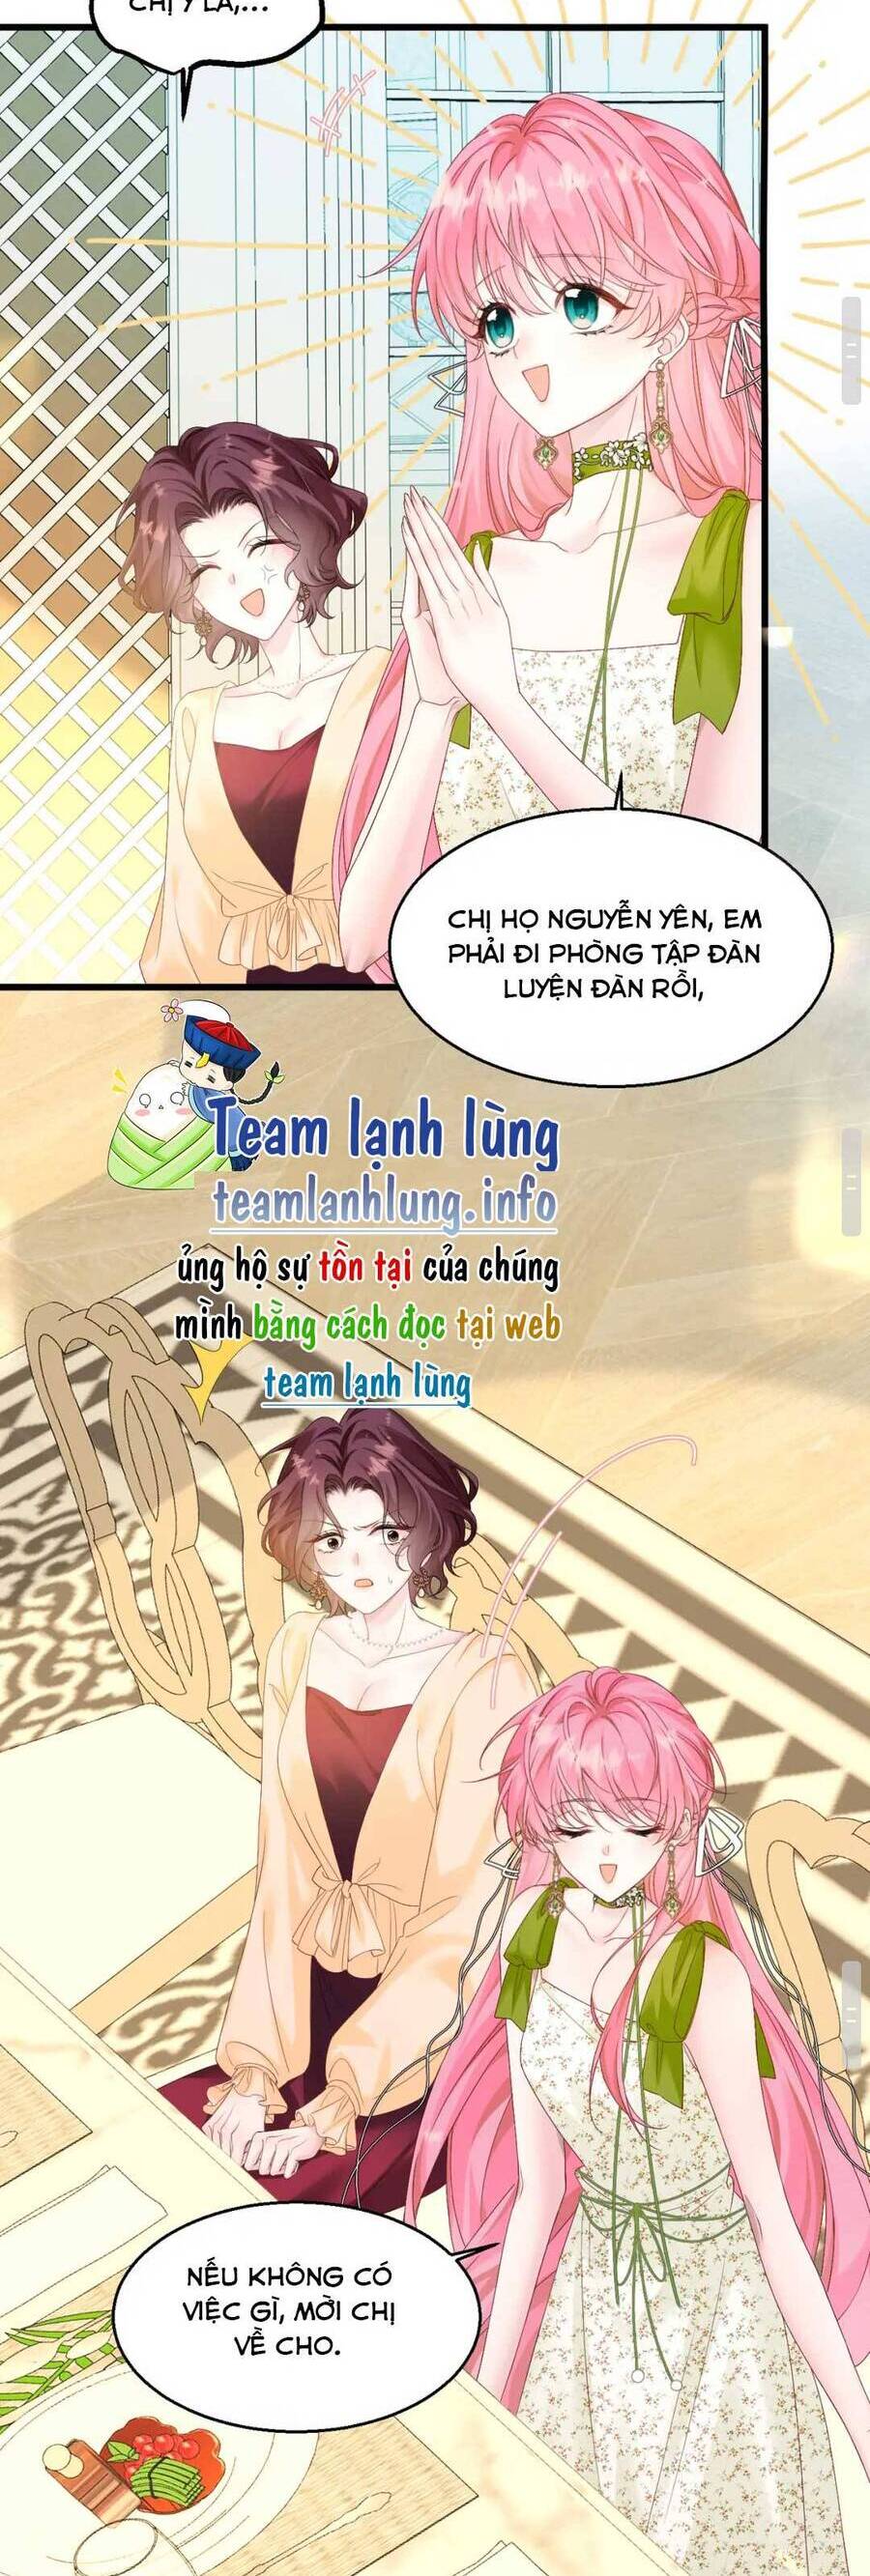 CHỊ Ý LÀ,...
CHỊ HỌ NGUYỄN YÊN, EM
PHẢI ĐI PHÒNG TẬP ĐÀN
LUYỆN ĐÀN RỒI,
Team lạnh lùng
teamlanhlung.info
ủng hộ sự tồn tại của chúng
mình bằng cách đọc tại web
team lạnh lùng
NẾU KHÔNG CÓ
VIỆC GÌ, MỜI CHỊ
VỀ CHO.